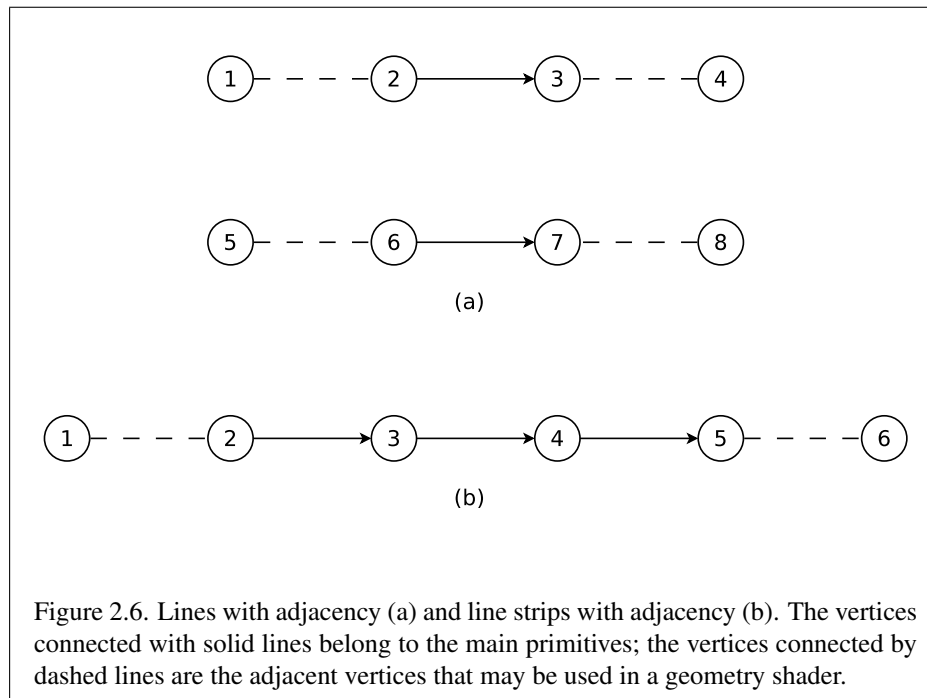 1 2 3 4
5 6 7 8
(a)
1 2 3 4 5 6
(b)
Figure 2.6. Lines with adjacency (a) and line strips with adjacency (b). The vertices
connected with solid lines belong to the main primitives; the vertices connected by
dashed lines are the adjacent vertices that may be used in a geometry shader.